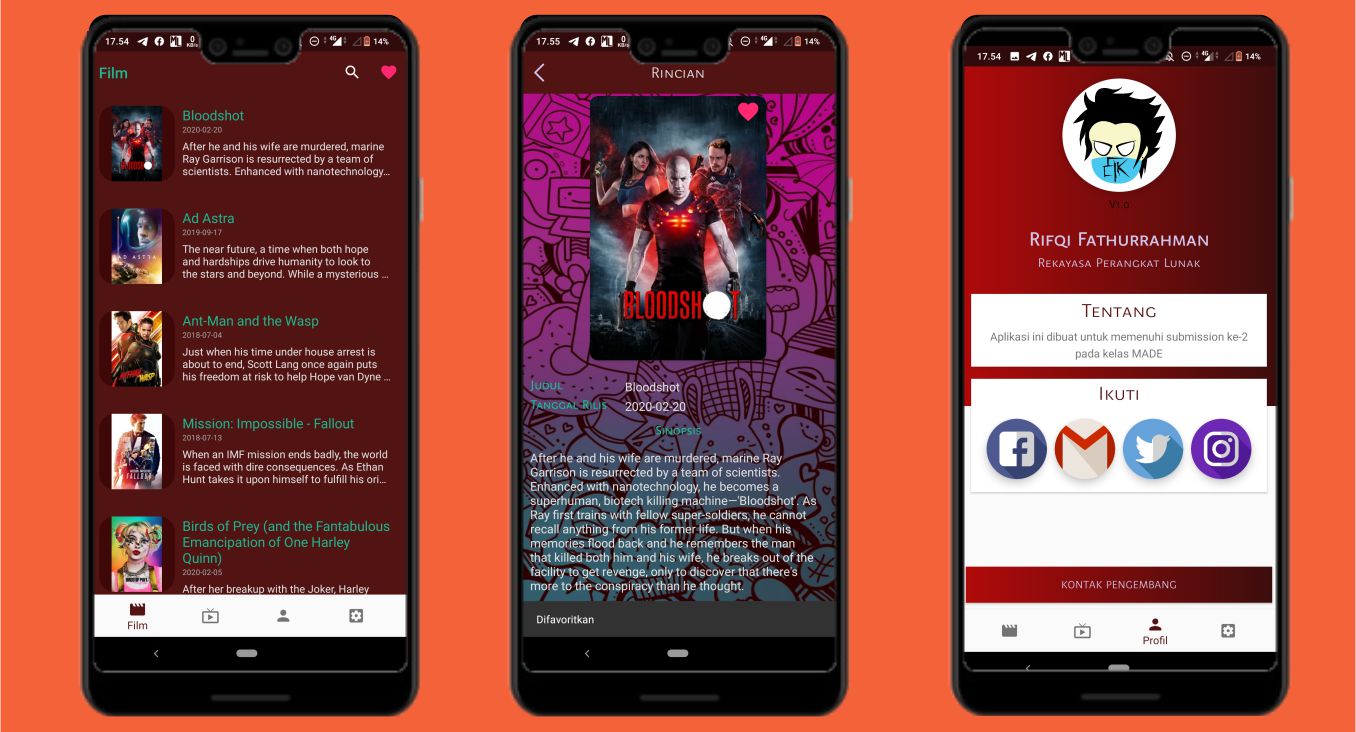 17.54
0
KB/s
4G
14%
Film
Bloodshot
2020-02-20
After he and his wife are murdered, marine
Ray Garrison is resurrected by a team of
scientists. Enhanced with nanotechnology...
BLOODSHOT
Ad Astra
2019-09-17
The near future, a time when both hope
and hardships drive humanity to look to
the stars and beyond. While a mysterious ...
AD ASTRA
Ant-Man and the Wasp
2018-07-04
Just when his time under house arrest is
about to end, Scott Lang once again puts
his freedom at risk to help Hope van Dyne ...
Mission: Impossible - Fallout
2018-07-13
When an IMF mission ends badly, the world
is faced with dire consequences. As Ethan
Hunt takes it upon himself to fulfill his ori...
FALLOUT
Birds of Prey (and the Fantabulous
Emancipation of One Harley
Quinn)
2020-02-05
After her breakup with the Joker, Harley
BIRDS OF PREY
Film
17.55
0
KB/s
4G
14%
Rincian
BLOODSHOT
Judul
Bloodshot
Tanggal Rilis
2020-02-20
Sinopsis
After he and his wife are murdered, marine Ray
Garrison is resurrected by a team of scientists.
Enhanced with nanotechnology, he becomes a
superhuman, biotech killing machine—'Bloodshot'. As
Ray first trains with fellow super-soldiers, he cannot
recall anything from his former life. But when his
memories flood back and he remembers the man
that killed both him and his wife, he breaks out of the
facility to get revenge, only to discover that there's
more to the conspiracy than he thought.
Difavoritkan
17.54
4G
14%
V1.0
Rifqi Fathurrahman
Rekayasa Perangkat Lunak
Tentang
Aplikasi ini dibuat untuk memenuhi submission ke-2
pada kelas MADE
Ikuti
KONTAK PENGEMBANG
Profil